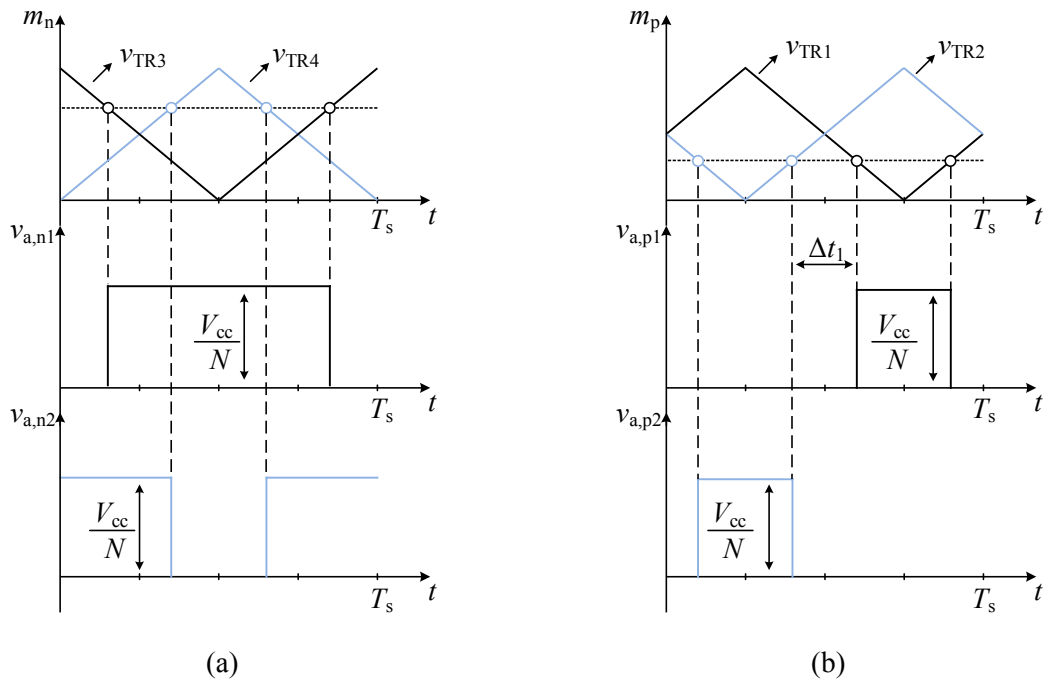 m_n
v_TR3
v_TR4
T_s
t
v_a,n1
V_cc
N
T_s
t
v_a,n2
V_cc
N
T_s
t
(a)
m_p
v_TR1
v_TR2
T_s
t
v_a,p1
Δt_1
V_cc
N
T_s
t
v_a,p2
V_cc
N
T_s
t
(b)